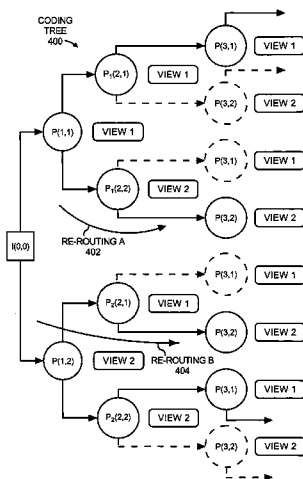 CODING
TREE
400
P(3,1)
VIEW 1
P₁(2,1)
VIEW 1
P(3,2)
VIEW 2
P(1,1)
VIEW 1
P(3,1)
VIEW 1
P₁(2,2)
VIEW 2
P(3,2)
VIEW 2
RE-ROUTING A
402
I(0,0)
P(3,1)
VIEW 1
P₂(2,1)
VIEW 1
P(3,2)
VIEW 2
RE-ROUTING B
404
P(1,2)
VIEW 2
P(3,1)
VIEW 1
P₂(2,2)
VIEW 2
P(3,2)
VIEW 2